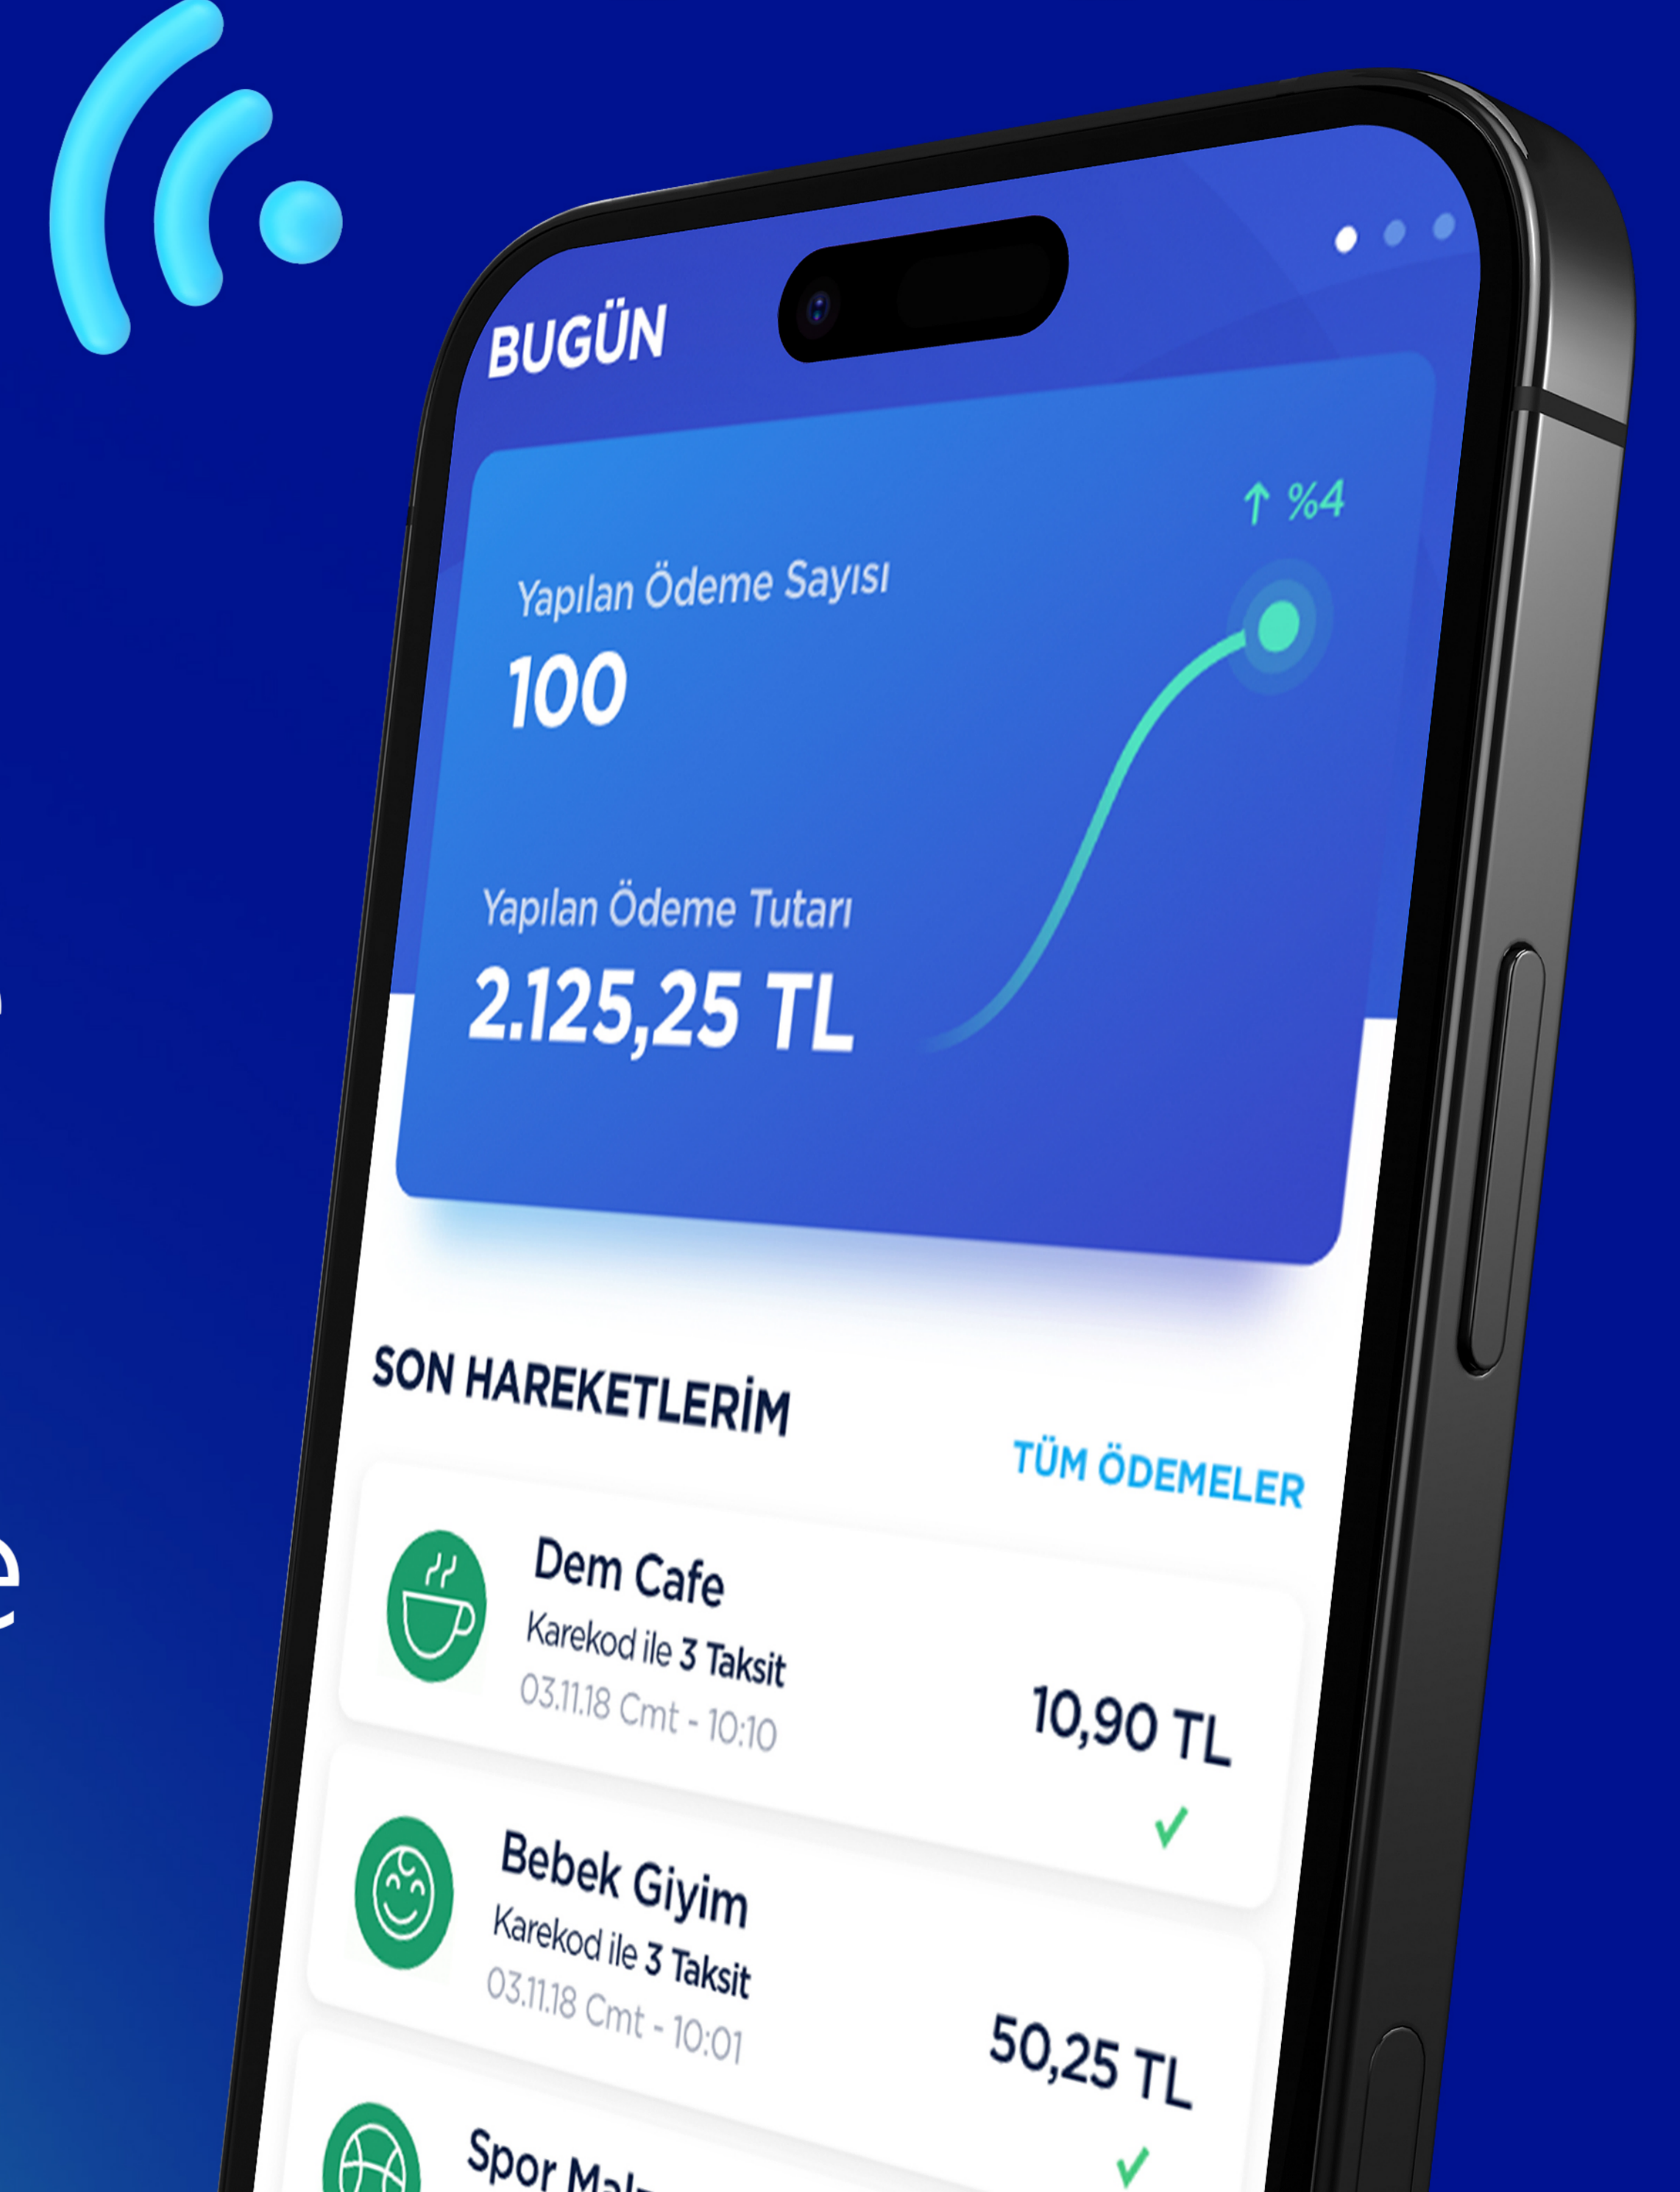 BUGÜN
↑ %4
Yapılan Ödeme Sayısı
100
Yapılan Ödeme Tutarı
2.125,25 TL
SON HAREKETLERİM
TÜM ÖDEMELER
Dem Cafe
Karekod ile 3 Taksit
03.11.18 Cmt - 10:10
10,90 TL
Bebek Giyim
Karekod ile 3 Taksit
03.11.18 Cmt - 10:01
50,25 TL
Spor